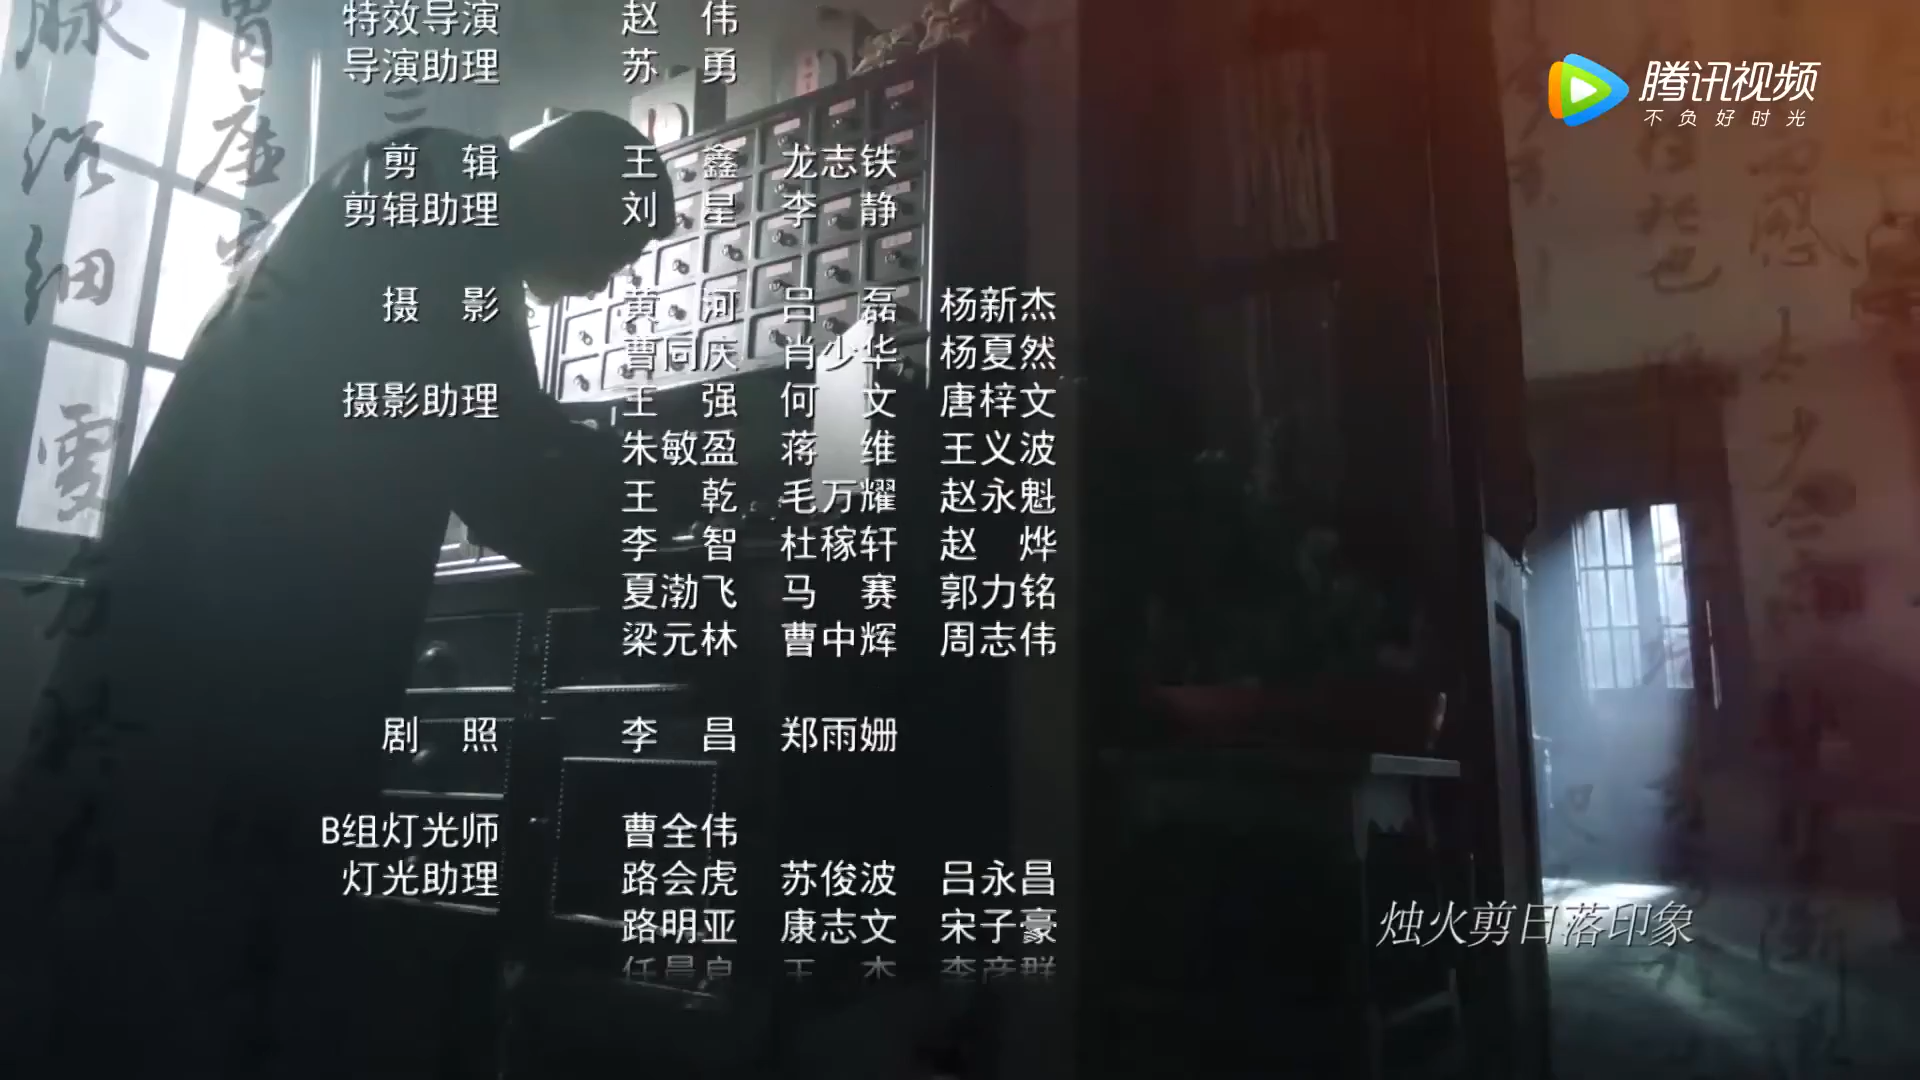 特效导演 赵伟
导演助理 苏勇
剪辑 王鑫 龙志铁
剪辑助理 刘星 李静
摄影 黄河 吕磊 杨新杰
曹同庆 肖少华 杨夏然
摄影助理 王强 何文 唐梓文
朱敏盈 蒋维 王义波
王乾 毛万耀 赵永魁
李智 杜稼轩 赵烨
夏渤飞 马赛 郭力铭
梁元林 曹中辉 周志伟
剧照 李昌 郑雨姗
B组灯光师 曹全伟
灯光助理 路会虎 苏俊波 吕永昌
路明亚 康志文 宋子豪
腾讯视频
不负好时光
烛火剪日落印象
脉沉细
胃虚寒